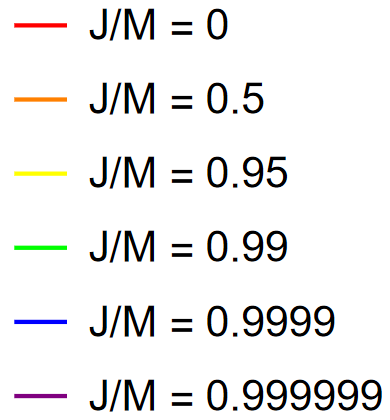 J/M = 0
J/M = 0.5
J/M = 0.95
J/M = 0.99
J/M = 0.9999
J/M = 0.999999